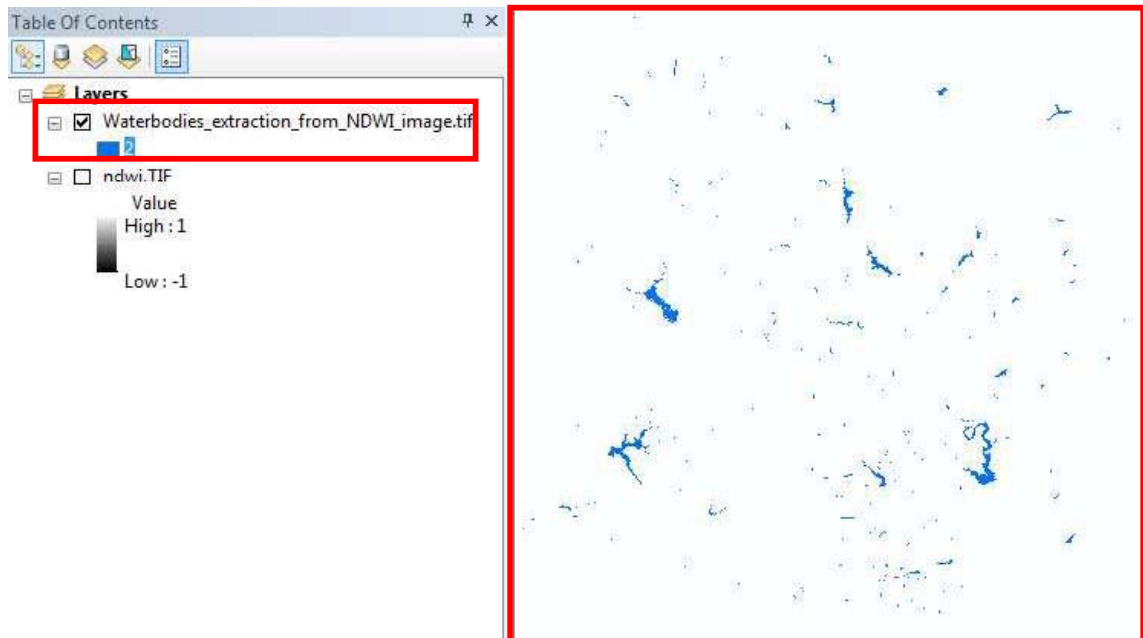 Table Of Contents
Layers
Waterbodies_extraction_from_NDWI_image.tif
2
ndwi.TIF
Value
High : 1
Low : -1